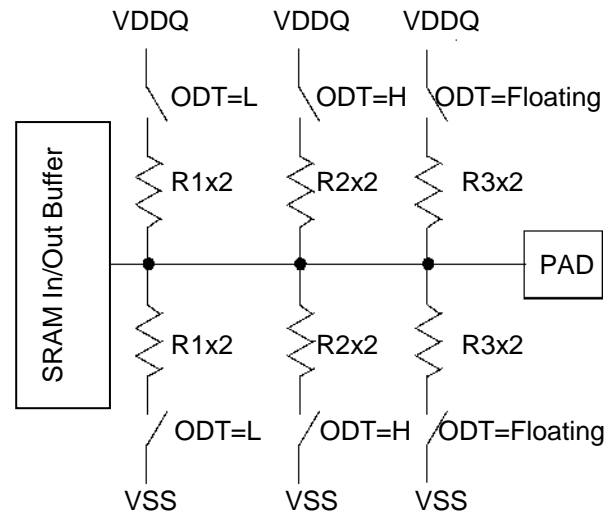 VDDQ VDDQ VDDQ
ODT=L ODT=H ODT=Floating
R1x2 R2x2 R3x2
SRAM In/Out Buffer
PAD
R1x2 R2x2 R3x2
ODT=L ODT=H ODT=Floating
VSS VSS VSS